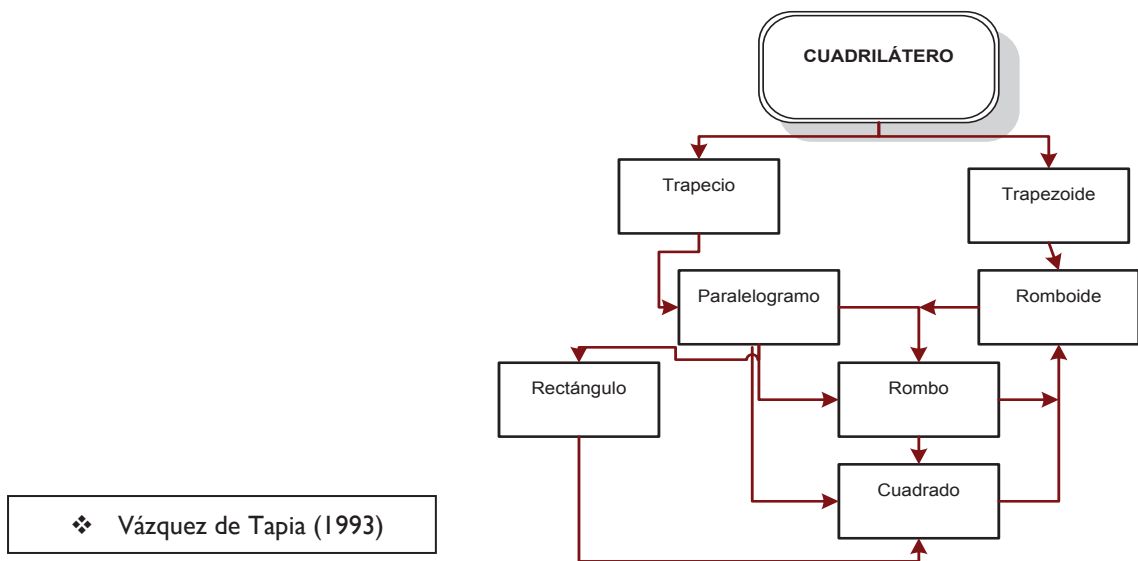 CUADRILÁTERO
Trapecio
Trapezoide
Paralelogramo
Romboide
Rectángulo
Rombo
Cuadrado
❖ Vázquez de Tapia (1993)